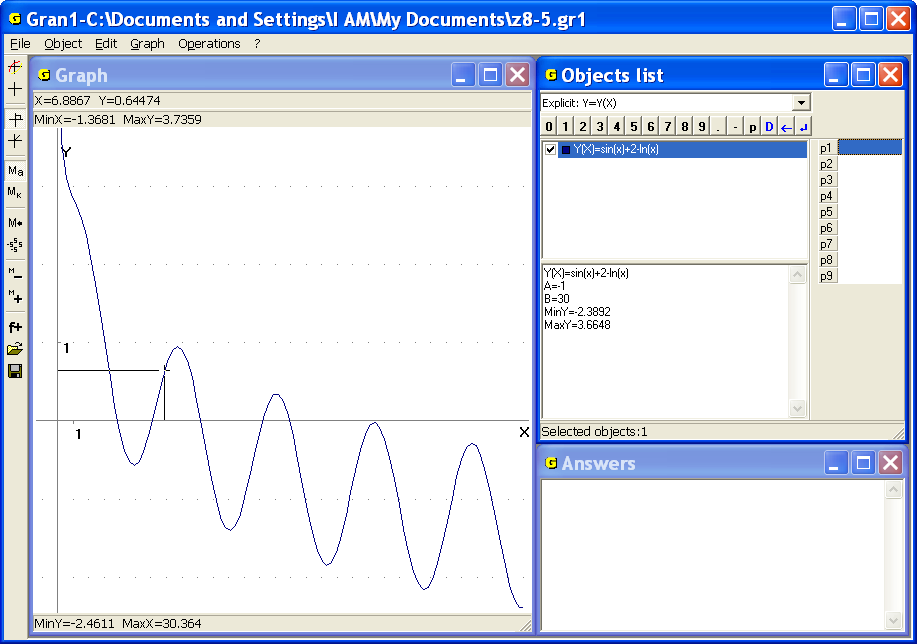 Gran1-C:\Documents and Settings\I AM\My Documents\z8-5.gr1
File Object Edit Graph Operations ?
Graph
X=6.8867 Y=0.64474
MinX=-1.3681 MaxY=3.7359
Y
1
1
X
MinY=-2.4611 MaxX=30.364
Ma
Mк
M
-sss
M
M+
f+
Objects list
Explicit: Y=Y(X)
0 1 2 3 4 5 6 7 8 9 . - p D ← ↵
Y(X)=sin(x)+2-ln(x)
p1
p2
p3
p4
p5
p6
p7
p8
p9
Y(X)=sin(x)+2-ln(x)
A=-1
B=30
MinY=-2.3892
MaxY=3.6648
Selected objects:1
Answers